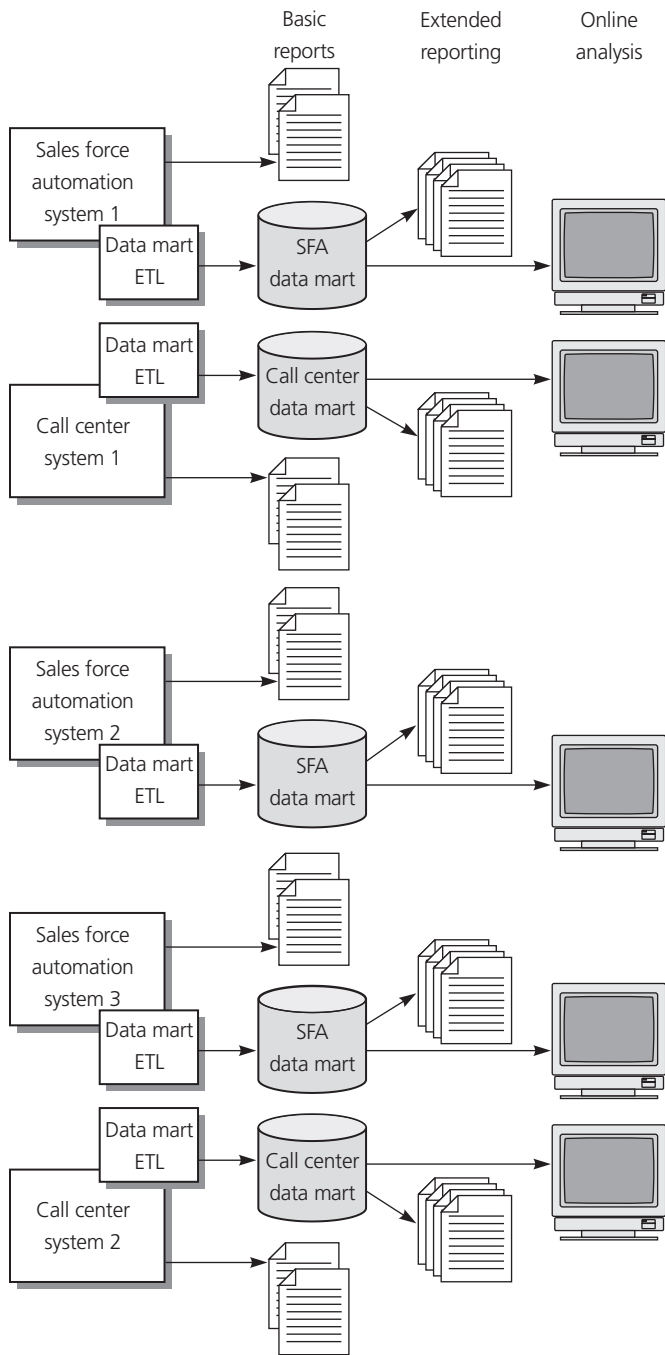 Basic
reports
Extended
reporting
Online
analysis
Sales force
automation
system 1
Data mart
ETL
SFA
data mart
Data mart
ETL
Call center
data mart
Call center
system 1
Sales force
automation
system 2
Data mart
ETL
SFA
data mart
Sales force
automation
system 3
Data mart
ETL
SFA
data mart
Data mart
ETL
Call center
data mart
Call center
system 2